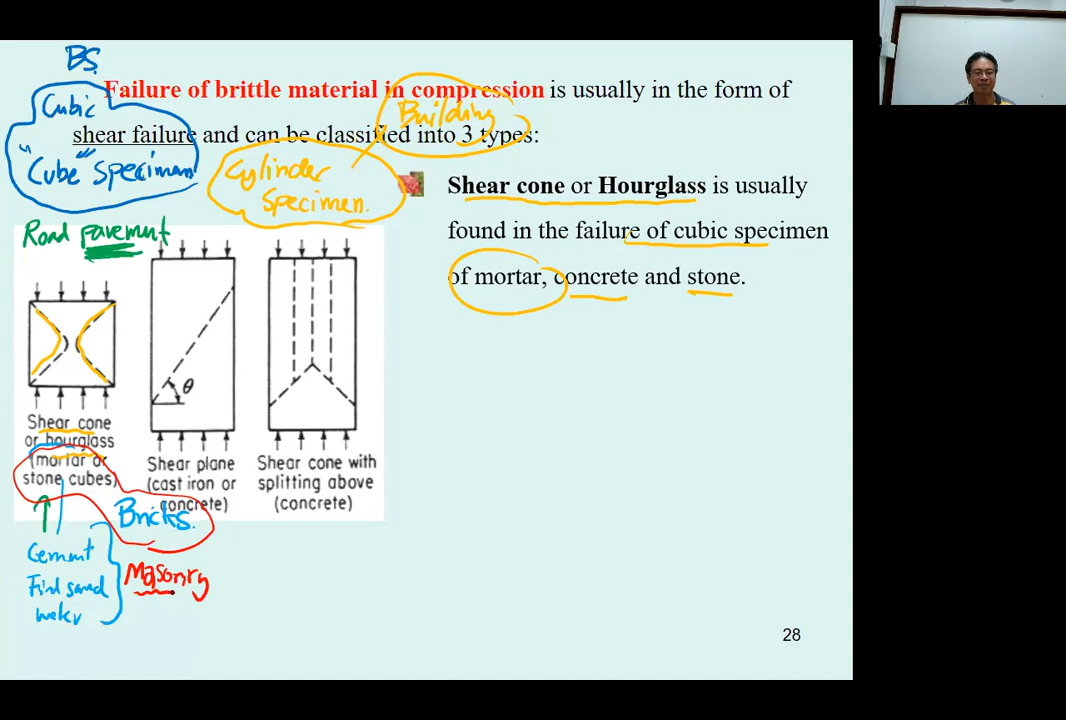 BS.
Failure of brittle material in compression is usually in the form of
shear failure and can be classified into 3 types:
Cubic
"Cube" Specimen
Building
Cylinder
Specimen.
Shear cone or Hourglass is usually
found in the failure of cubic specimen
of mortar, concrete and stone.
Road pavement
θ
Shear cone
or hourglass
(mortar or
stone cubes)
Shear plane
(cast iron or
concrete)
Shear cone with
splitting above
(concrete)
Bricks.
Cement
sand
Masonry
28